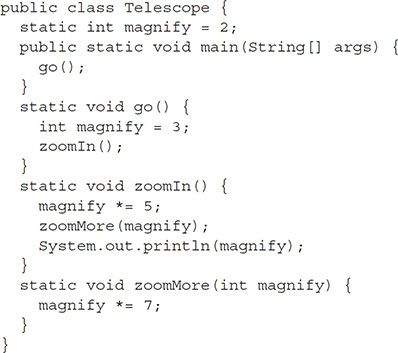 public class Telescope {
  static int magnify = 2;
  public static void main(String[] args) {
    go();
  }
  static void go() {
    int magnify = 3;
    zoomIn();
  }
  static void zoomIn() {
    magnify *= 5;
    zoomMore(magnify);
    System.out.println(magnify);
  }
  static void zoomMore(int magnify) {
    magnify *= 7;
  }
}